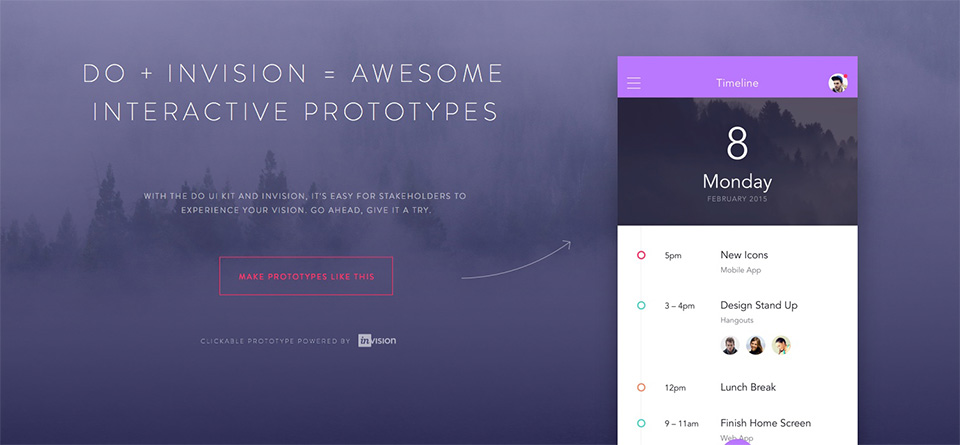 DO + INVISION = AWESOME
INTERACTIVE PROTOTYPES
WITH THE DO UI KIT AND INVISION, IT'S EASY FOR STAKEHOLDERS TO
EXPERIENCE YOUR VISION. GO AHEAD, GIVE IT A TRY.
MAKE PROTOTYPES LIKE THIS
CLICKABLE PROTOTYPE POWERED BY invision
Timeline
8
Monday
FEBRUARY 2015
5pm New Icons
Mobile App
3 – 4pm Design Stand Up
Hangouts
12pm Lunch Break
9 – 11am Finish Home Screen
Web App